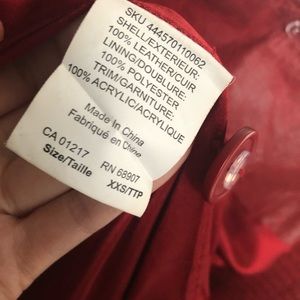 SKU 444570110062
SHELL/EXTERIEUR:
100% LEATHER/CUIR
LINING/DOUBLURE:
100% POLYESTER
TRIM/GARNITURE:
100% ACRYLIC/ACRYLIQUE
Made In China
Fabriqué en Chine
CA 01217 RN 68907
Size/Taille XXS/TTP